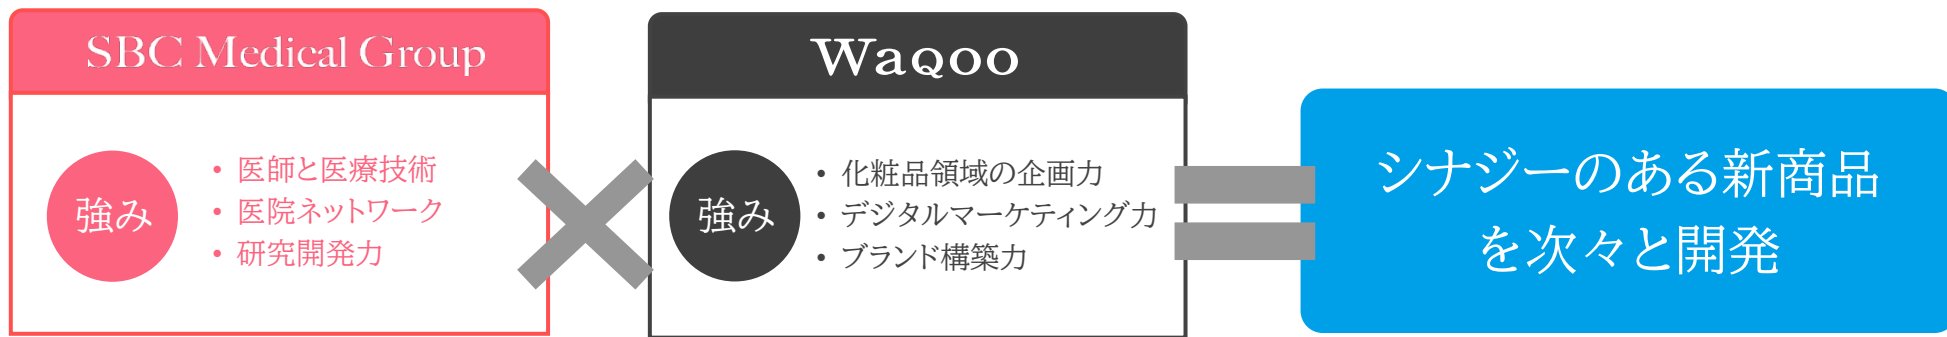 SBC Medical Group
強み
• 医師と医療技術
• 医院ネットワーク
• 研究開発力
Waqoo
強み
• 化粧品領域の企画力
• デジタルマーケティング力
• ブランド構築力
シナジーのある新商品
を次々と開発